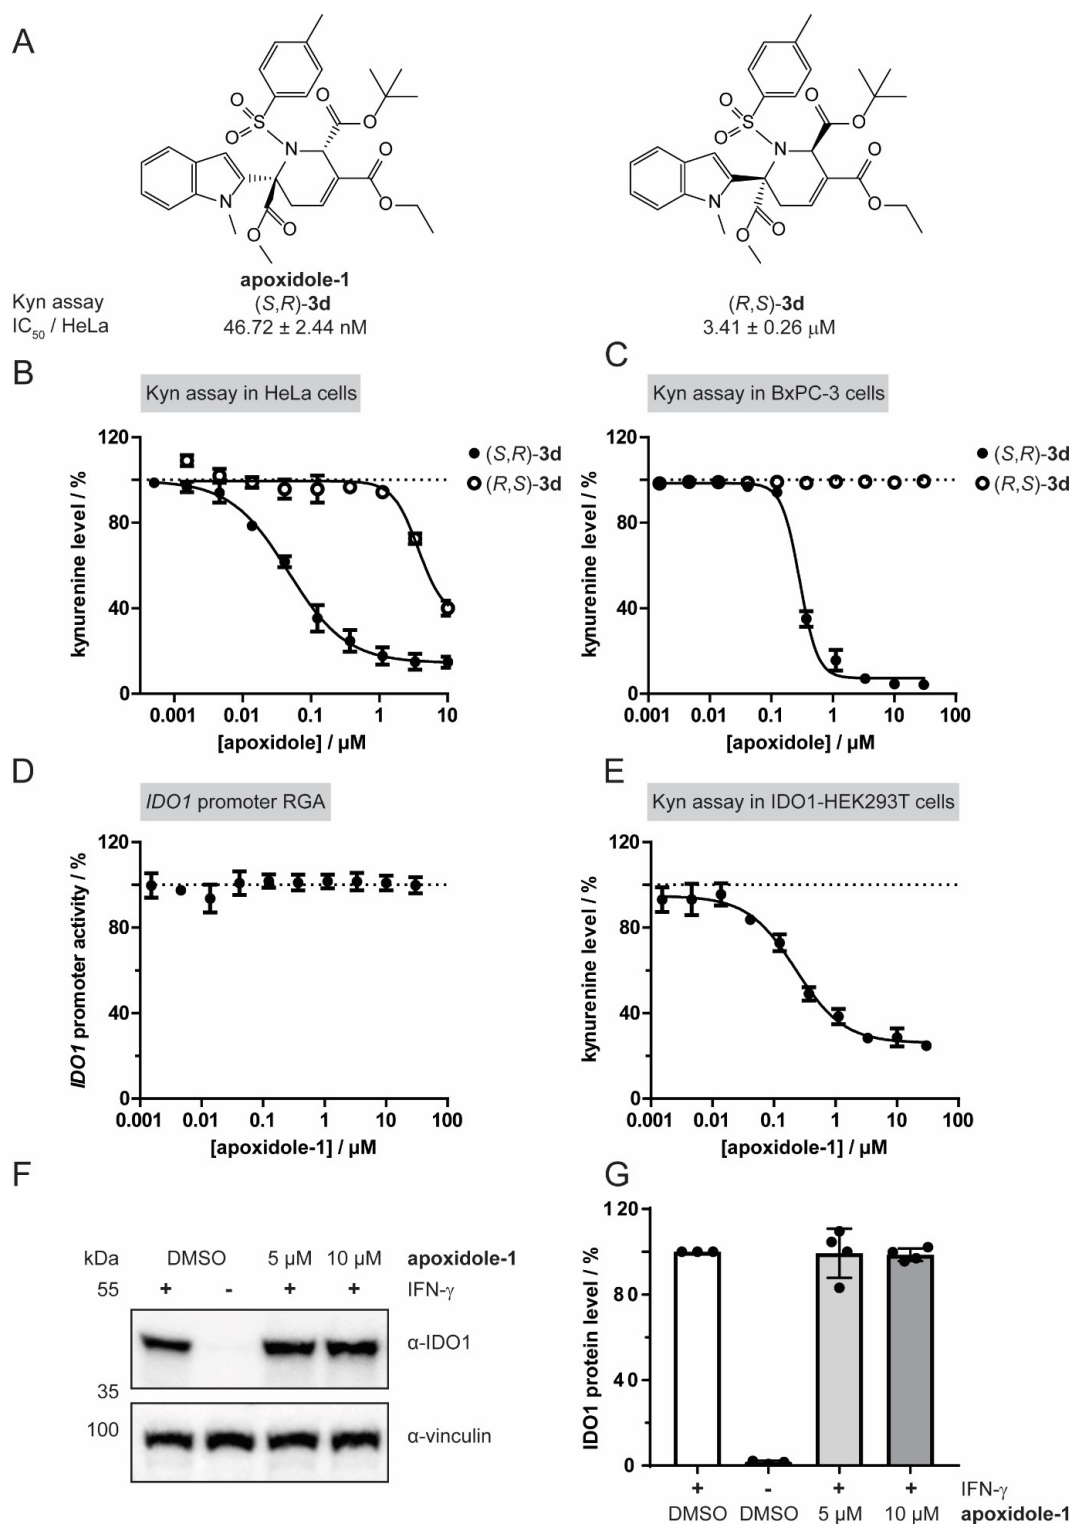 A
O
S
O
N
O
O
O
O
N
O
O
apoxidole-1
(S,R)-3d
46.72 ± 2.44 nM
O
S
O
N
O
O
O
O
N
O
O
(R,S)-3d
3.41 ± 0.26 μM
Kyn assay
IC50 / HeLa
B
Kyn assay in HeLa cells
kynurenine level / %
120
80
40
0
0.001 0.01 0.1 1 10
[apoxidole] / μM
(S,R)-3d
(R,S)-3d
C
Kyn assay in BxPC-3 cells
kynurenine level / %
120
80
40
0
0.001 0.01 0.1 1 10 100
[apoxidole] / μM
(S,R)-3d
(R,S)-3d
D
IDO1 promoter RGA
IDO1 promoter activity / %
120
80
40
0
0.001 0.01 0.1 1 10 100
[apoxidole-1] / μM
E
Kyn assay in IDO1-HEK293T cells
kynurenine level / %
120
80
40
0
0.001 0.01 0.1 1 10 100
[apoxidole-1] / μM
F
kDa DMSO 5 μM 10 μM apoxidole-1
55 + - + + IFN-γ
α-IDO1
35
100
α-vinculin
G
IDO1 protein level / %
120
80
40
0
+ - + + IFN-γ
DMSO DMSO 5 μM 10 μM apoxidole-1